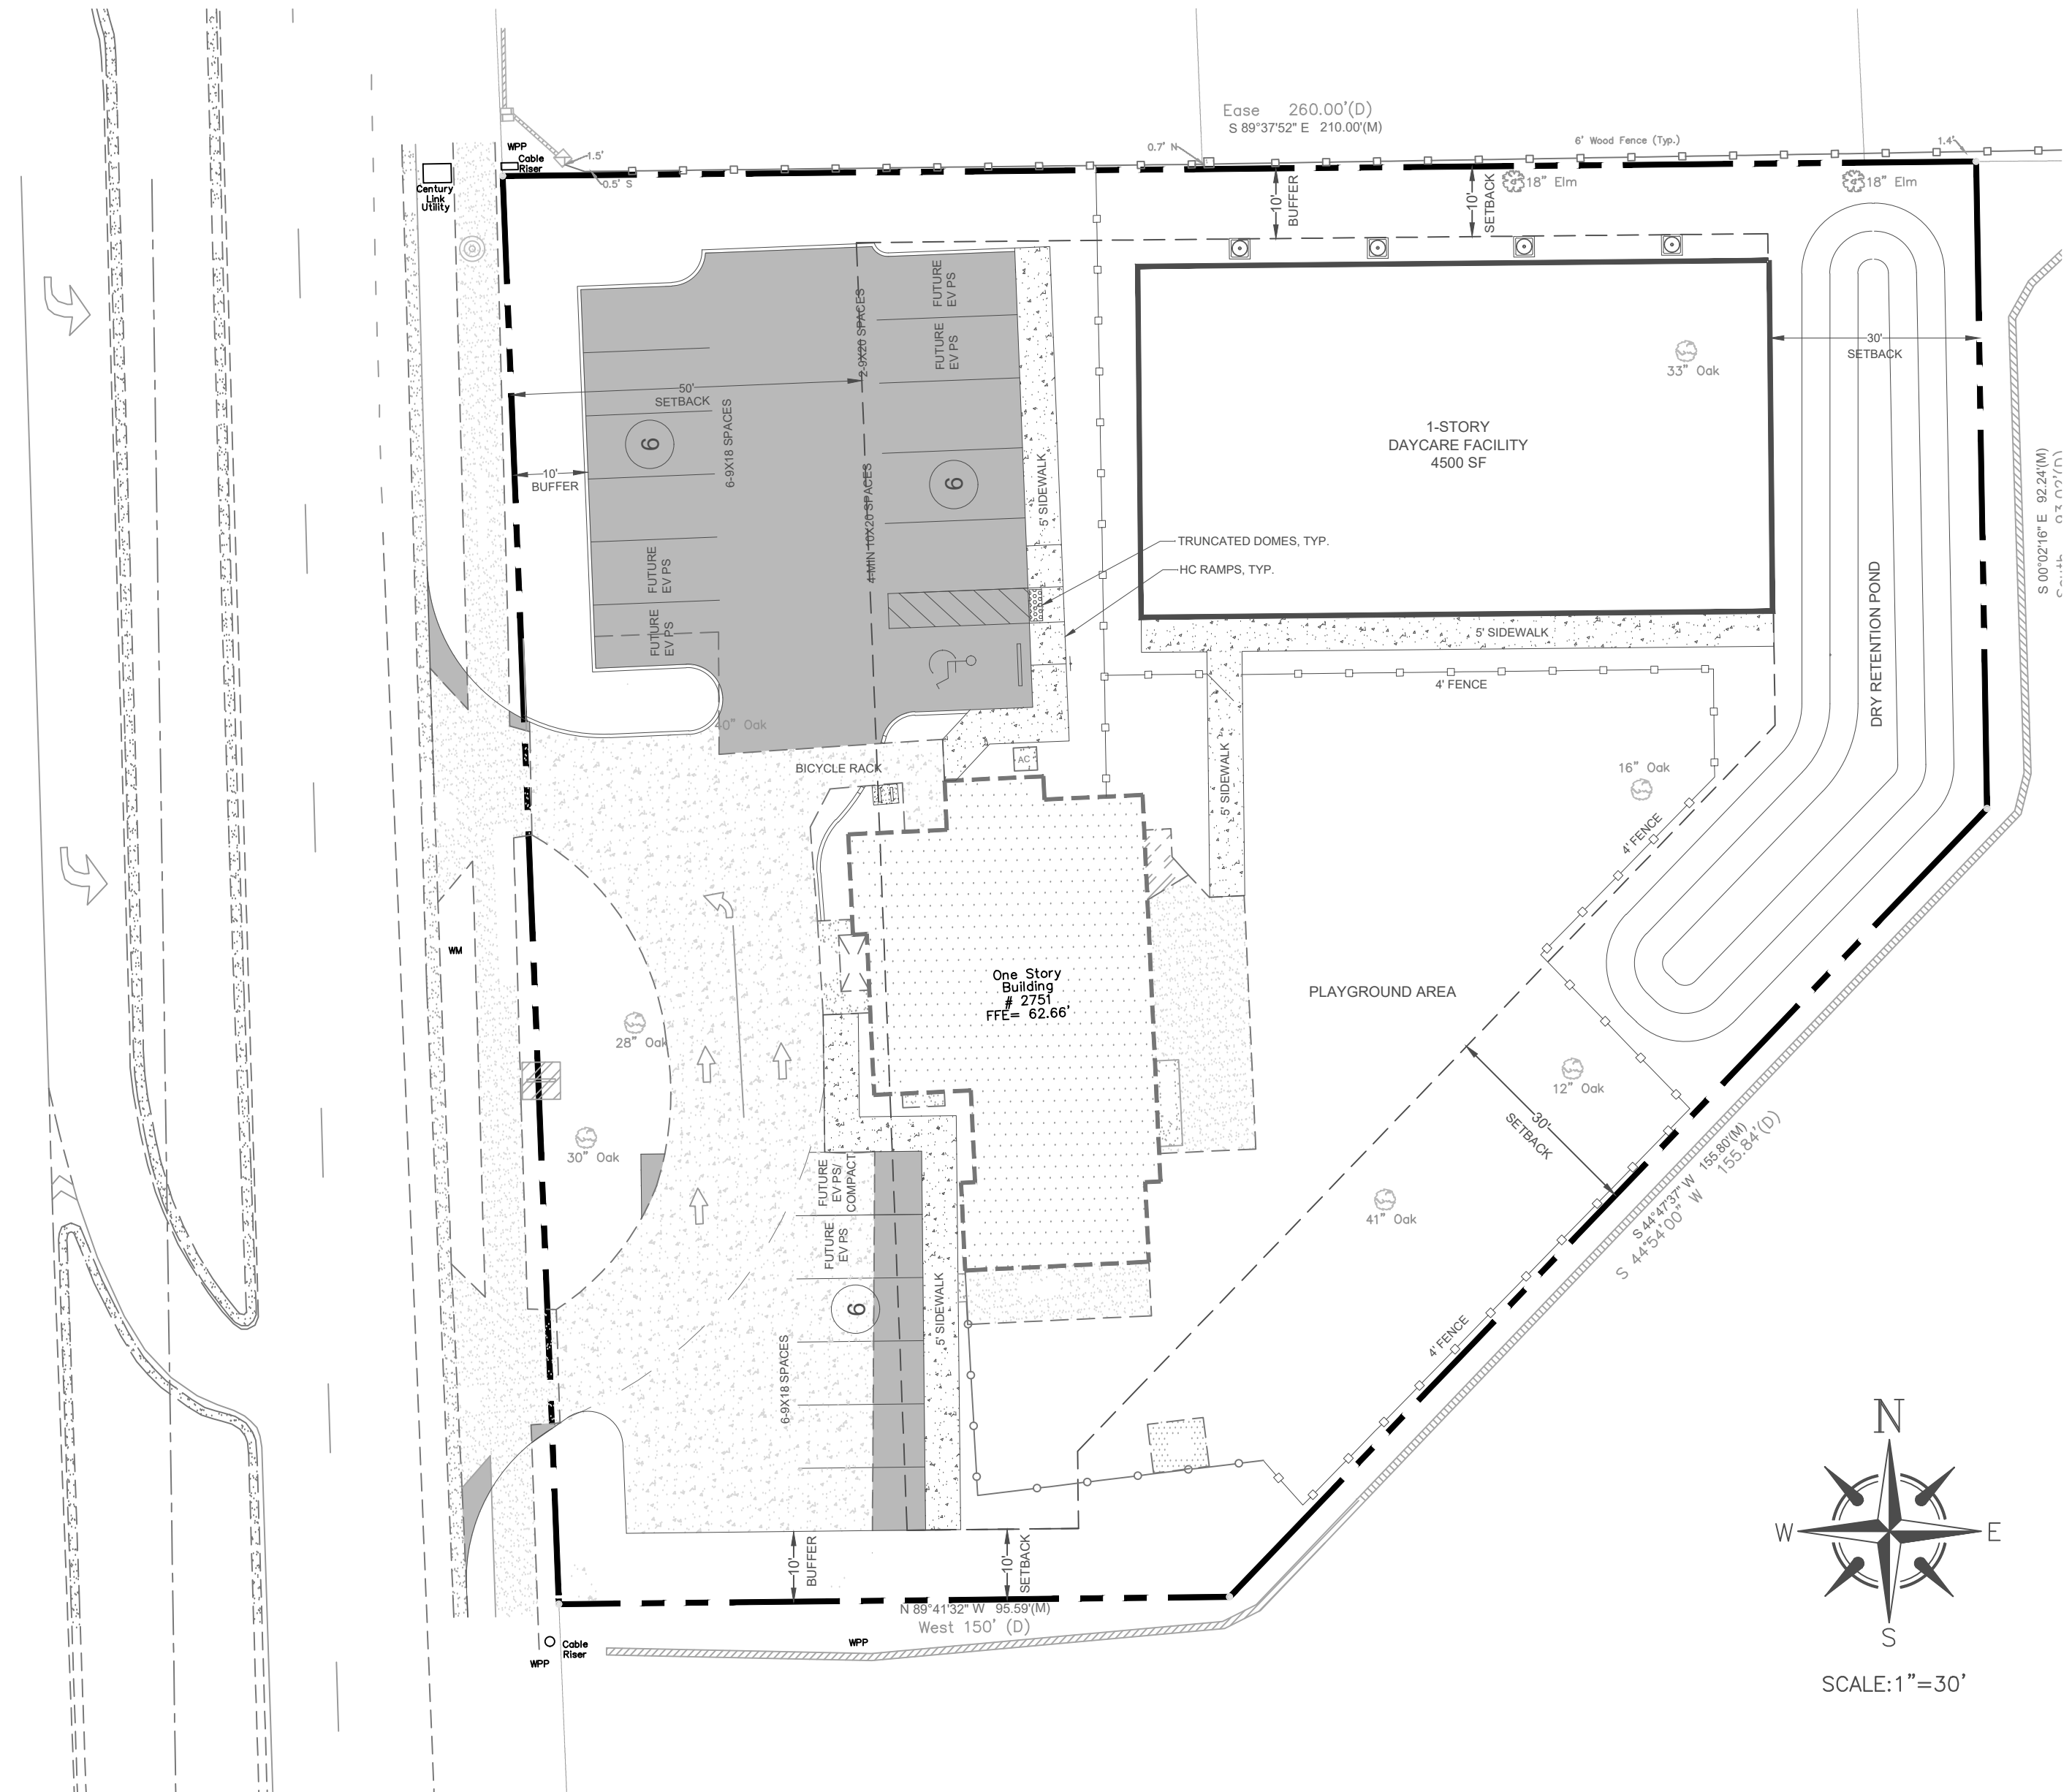 Ease 260.00'(D)
S 89°37'52" E 210.00'(M)
WPP
Cable
Riser
1.5'
0.5' S
0.7' N
6' Wood Fence (Typ.)
1.4'
Century
Link
Utility
10'
BUFFER
10'
SETBACK
18" Elm
18" Elm
FUTURE
EV PS
FUTURE
EV PS
2-9X20 SPACES
50'
SETBACK
6
6-9X18 SPACES
10'
BUFFER
4-MIN 10X20 SPACES
6
5' SIDEWALK
33" Oak
30'
SETBACK
1-STORY
DAYCARE FACILITY
4500 SF
S 00°02'16" E 92.24'(M)
TRUNCATED DOMES, TYP.
HC RAMPS, TYP.
FUTURE
EV PS
FUTURE
EV PS
5' SIDEWALK
4' FENCE
DRY RETENTION POND
40" Oak
BICYCLE RACK
AC
5' SIDEWALK
16" Oak
4' FENCE
WM
One Story
Building
# 2751
FFE= 62.66'
PLAYGROUND AREA
28" Oak
30" Oak
12" Oak
30'
SETBACK
41" Oak
S 44°47'37" W 155.80'(M)
S 44°54'00" W 155.84'(D)
FUTURE
EV PS/
COMPACT
FUTURE
EV PS
6
6-9X18 SPACES
5' SIDEWALK
4' FENCE
10'
BUFFER
10'
SETBACK
N 89°41'32" W 95.59'(M)
West 150' (D)
WPP
Cable
Riser
WPP
N
W
E
S
SCALE:1"=30'